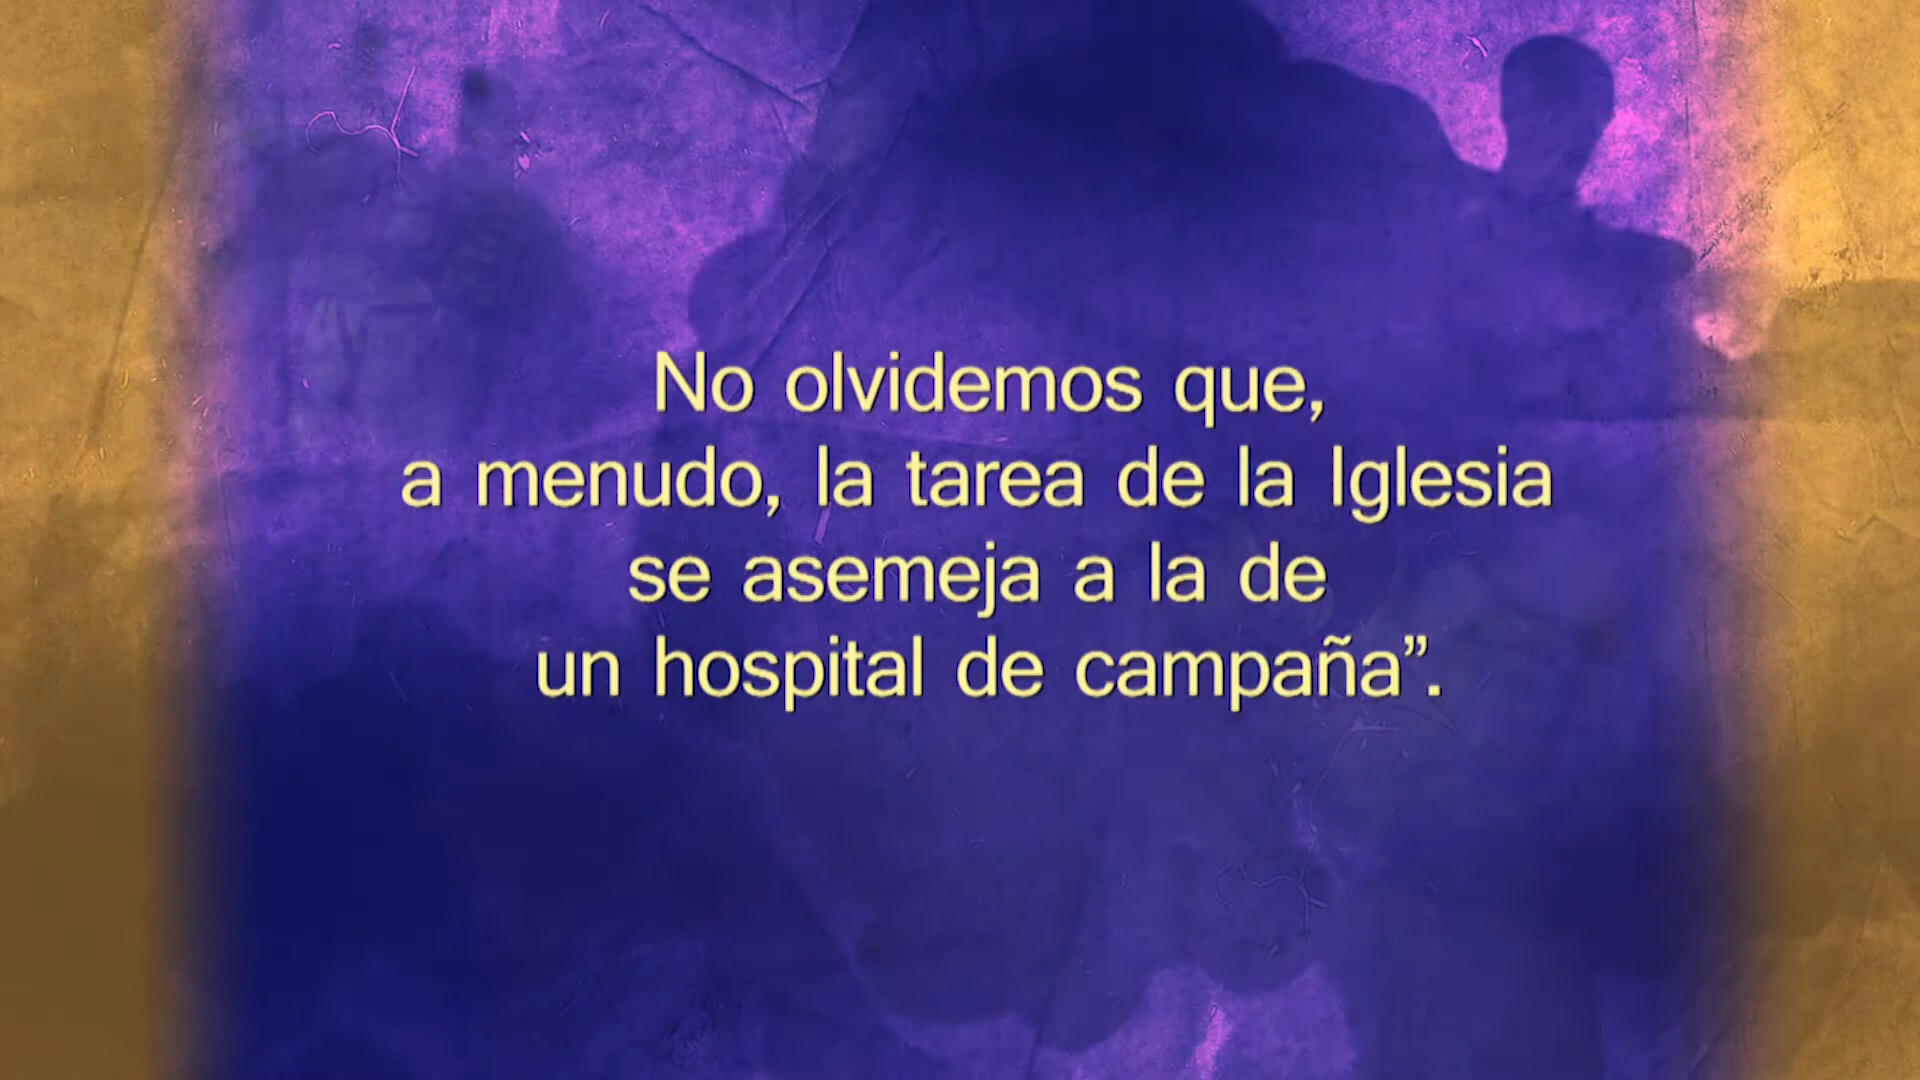 No olvidemos que,
a menudo, la tarea de la Iglesia
se asemeja a la de
un hospital de campaña”.